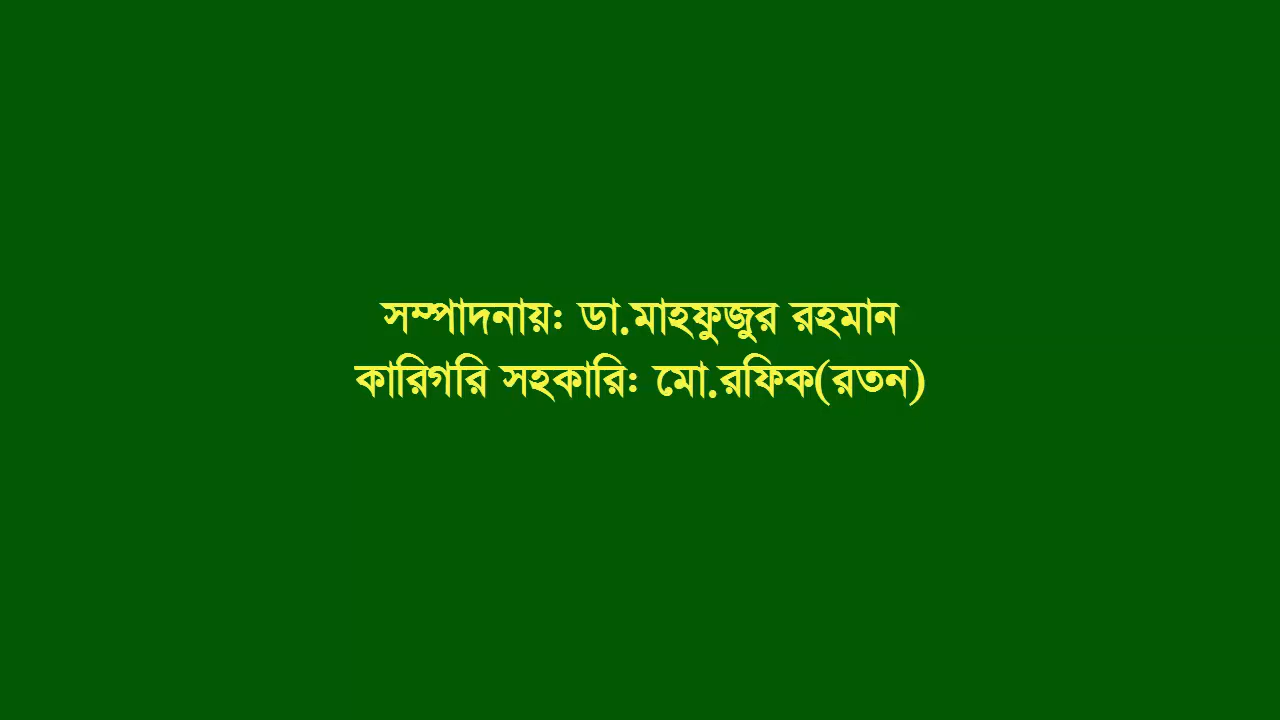 সম্পাদনায়ঃ ডা.মাহফুজুর রহমান
কারিগরি সহকারিঃ মো.রফিক(রতন)